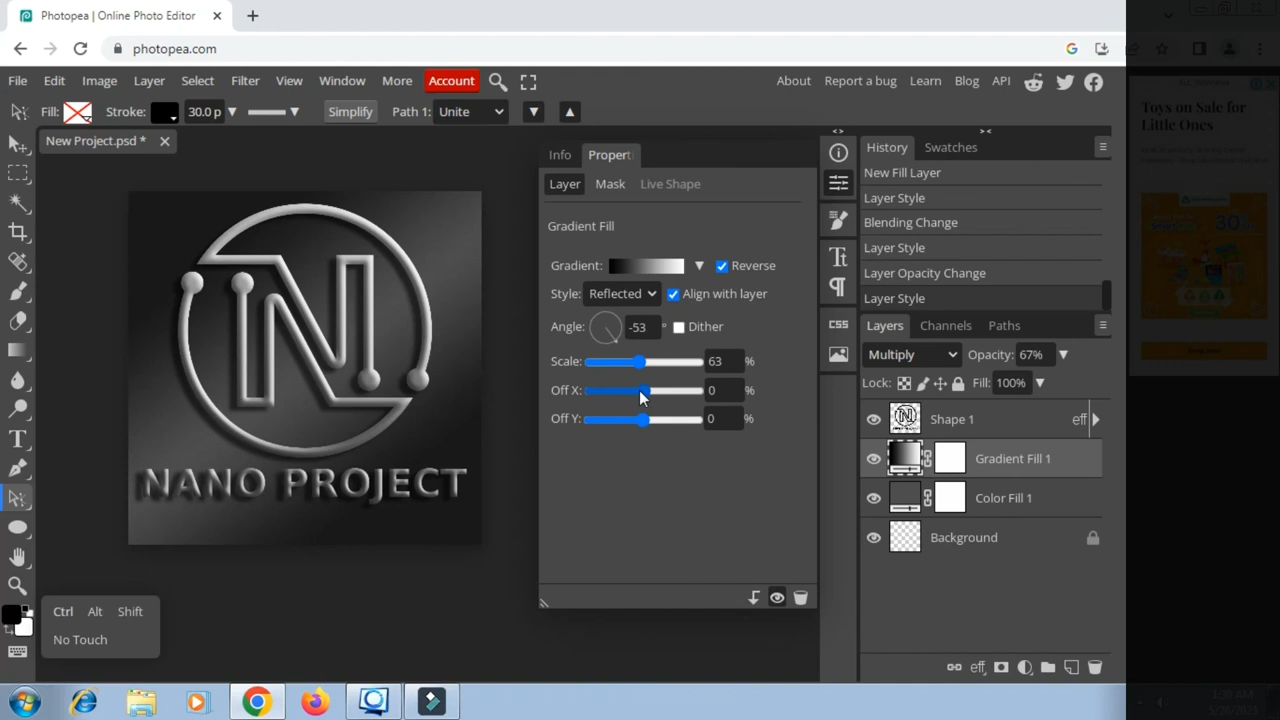 Photopea | Online Photo Editor
photopea.com
File Edit Image Layer Select Filter View Window More Account
About Report a bug Learn Blog API
Fill: Stroke: 30.0 p Simplify Path 1: Unite
New Project.psd *
Info Propert
Layer Mask Live Shape
Gradient Fill
Gradient: Reverse
Style: Reflected Align with layer
Angle: -53 ° Dither
Scale: 63 %
Off X: 0 %
Off Y: 0 %
NANO PROJECT
Ctrl Alt Shift
No Touch
CSS
History Swatches
New Fill Layer
Layer Style
Blending Change
Layer Style
Layer Opacity Change
Layer Style
Layers Channels Paths
Multiply Opacity: 67%
Lock: Fill: 100%
Shape 1 eff
Gradient Fill 1
Color Fill 1
Background
eff
Toys on Sale for
Little Ones
30
1:30 AM